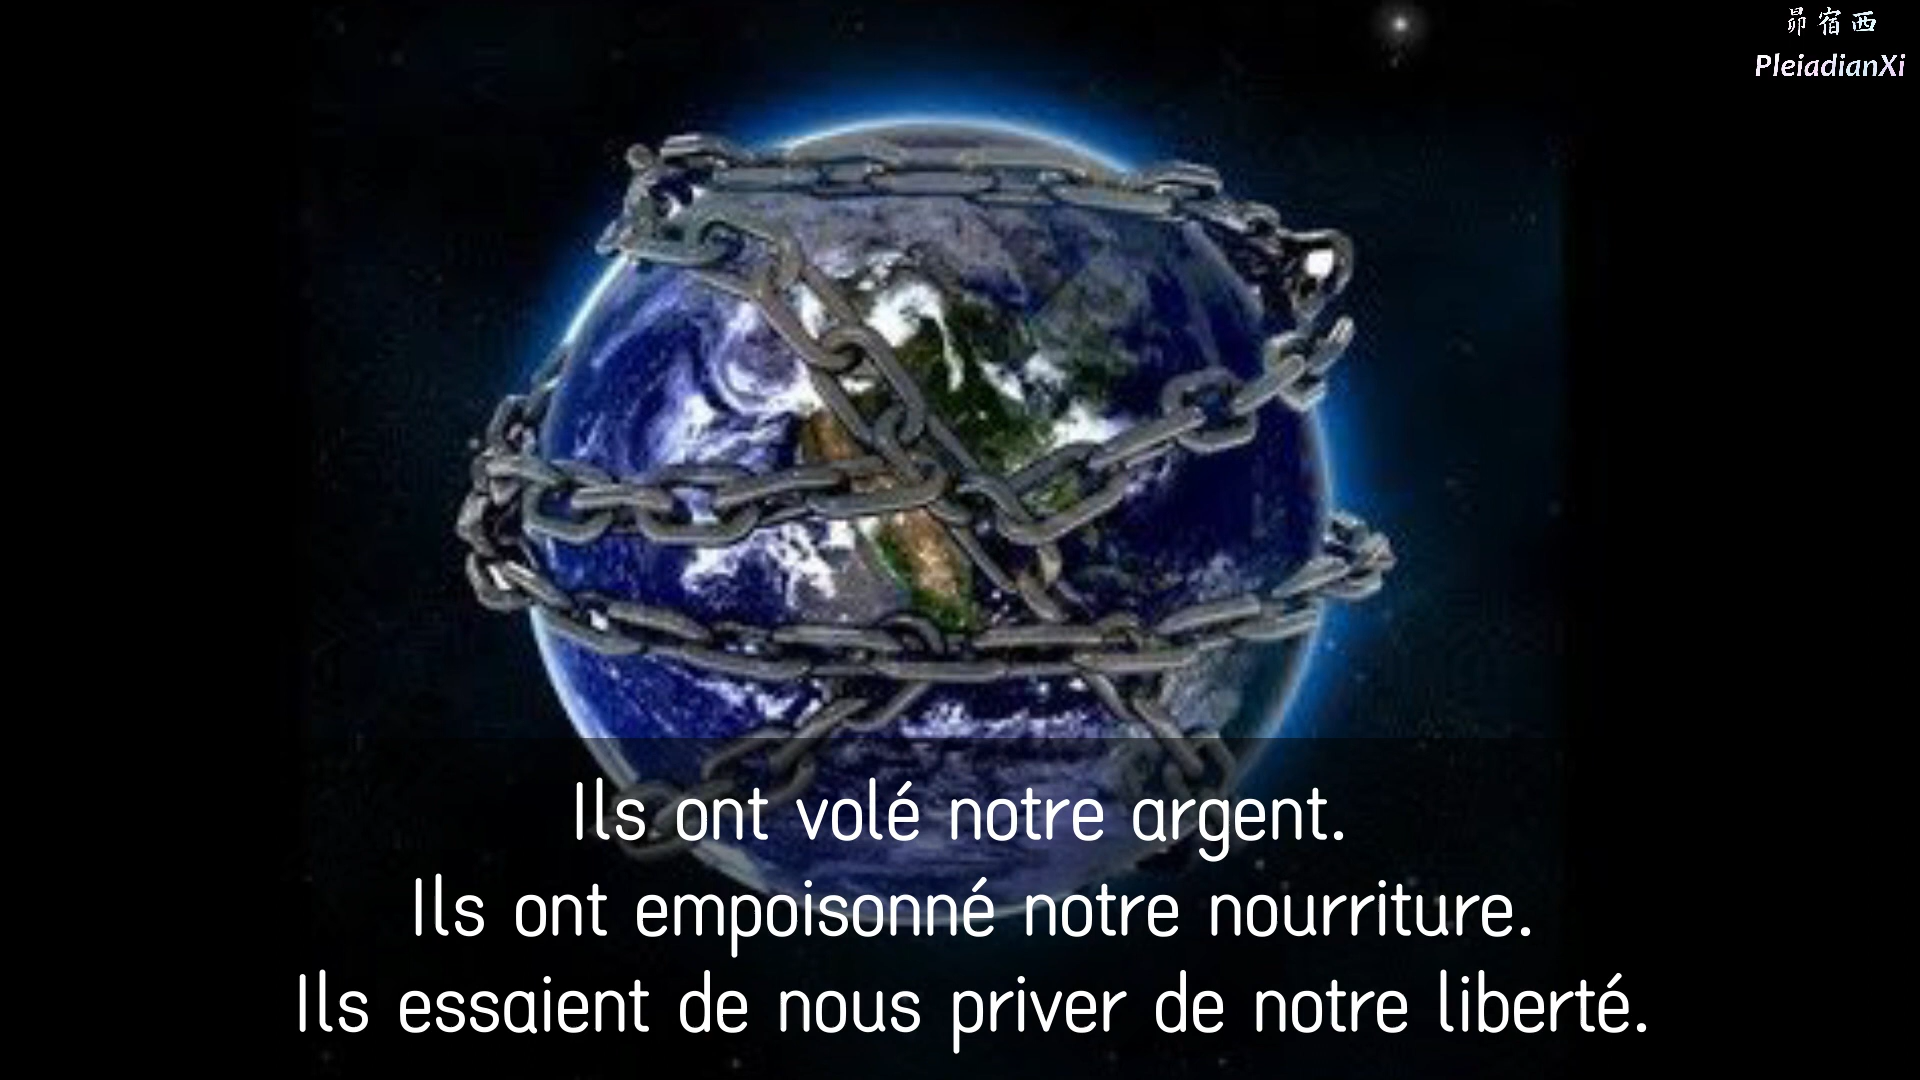 昴宿西
PleiadianXi
Ils ont volé notre argent.
Ils ont empoisonné notre nourriture.
Ils essaient de nous priver de notre liberté.